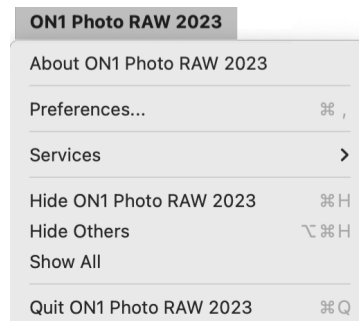 ON1 Photo RAW 2023
About ON1 Photo RAW 2023
Preferences... ⌘ ,
Services >
Hide ON1 Photo RAW 2023 ⌘H
Hide Others ⌥⌘H
Show All
Quit ON1 Photo RAW 2023 ⌘Q